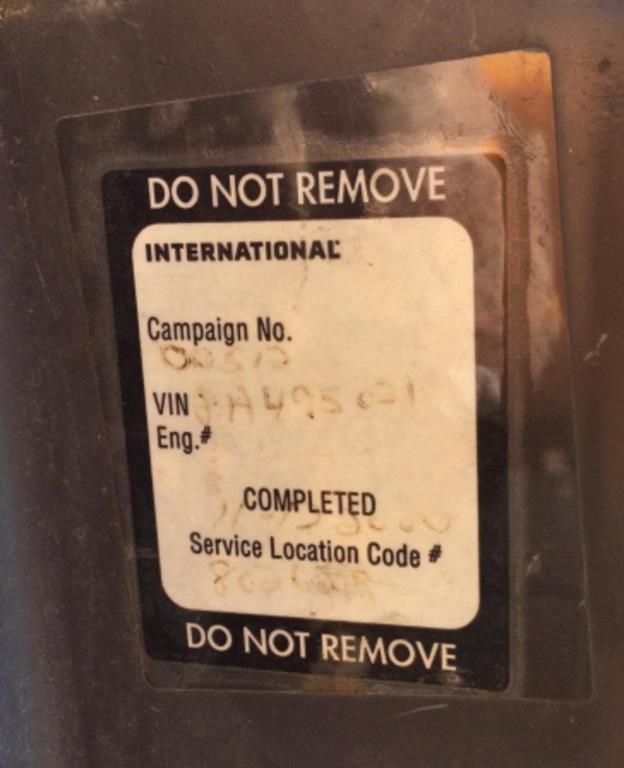 DO NOT REMOVE
INTERNATIONAL
Campaign No.
VIN
Eng.#
COMPLETED
Service Location Code #
DO NOT REMOVE